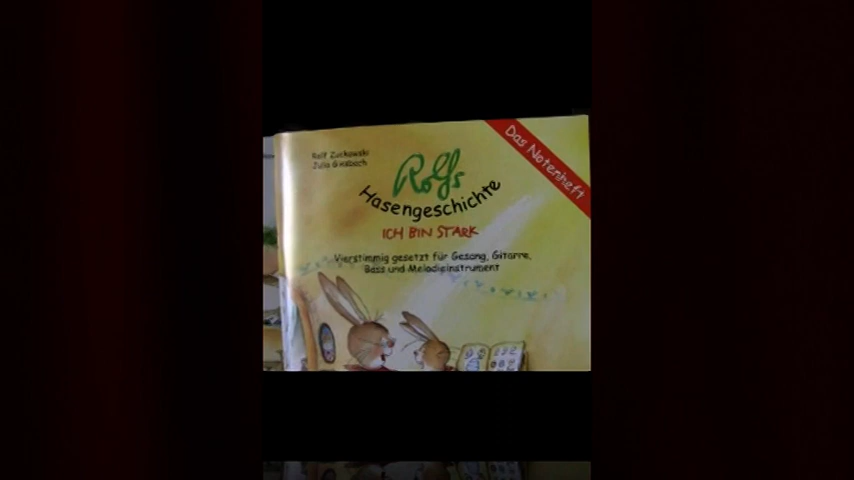 Rolf Zuckowski
Julia Ginsbach
Das Notenheft
Rolfs
Hasengeschichte
ICH BIN STARK
Vierstimmig gesetzt für Gesang, Gitarre,
Bass und Melodieinstrument